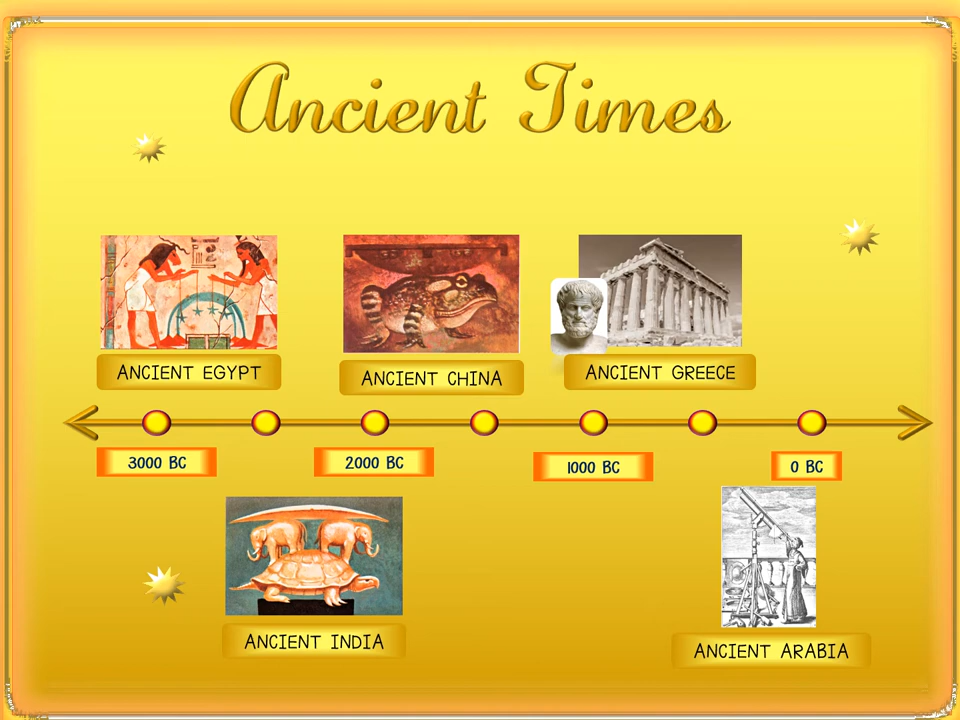 Ancient Times
ANCIENT EGYPT
ANCIENT CHINA
ANCIENT GREECE
3000 BC
2000 BC
1000 BC
0 BC
ANCIENT INDIA
ANCIENT ARABIA